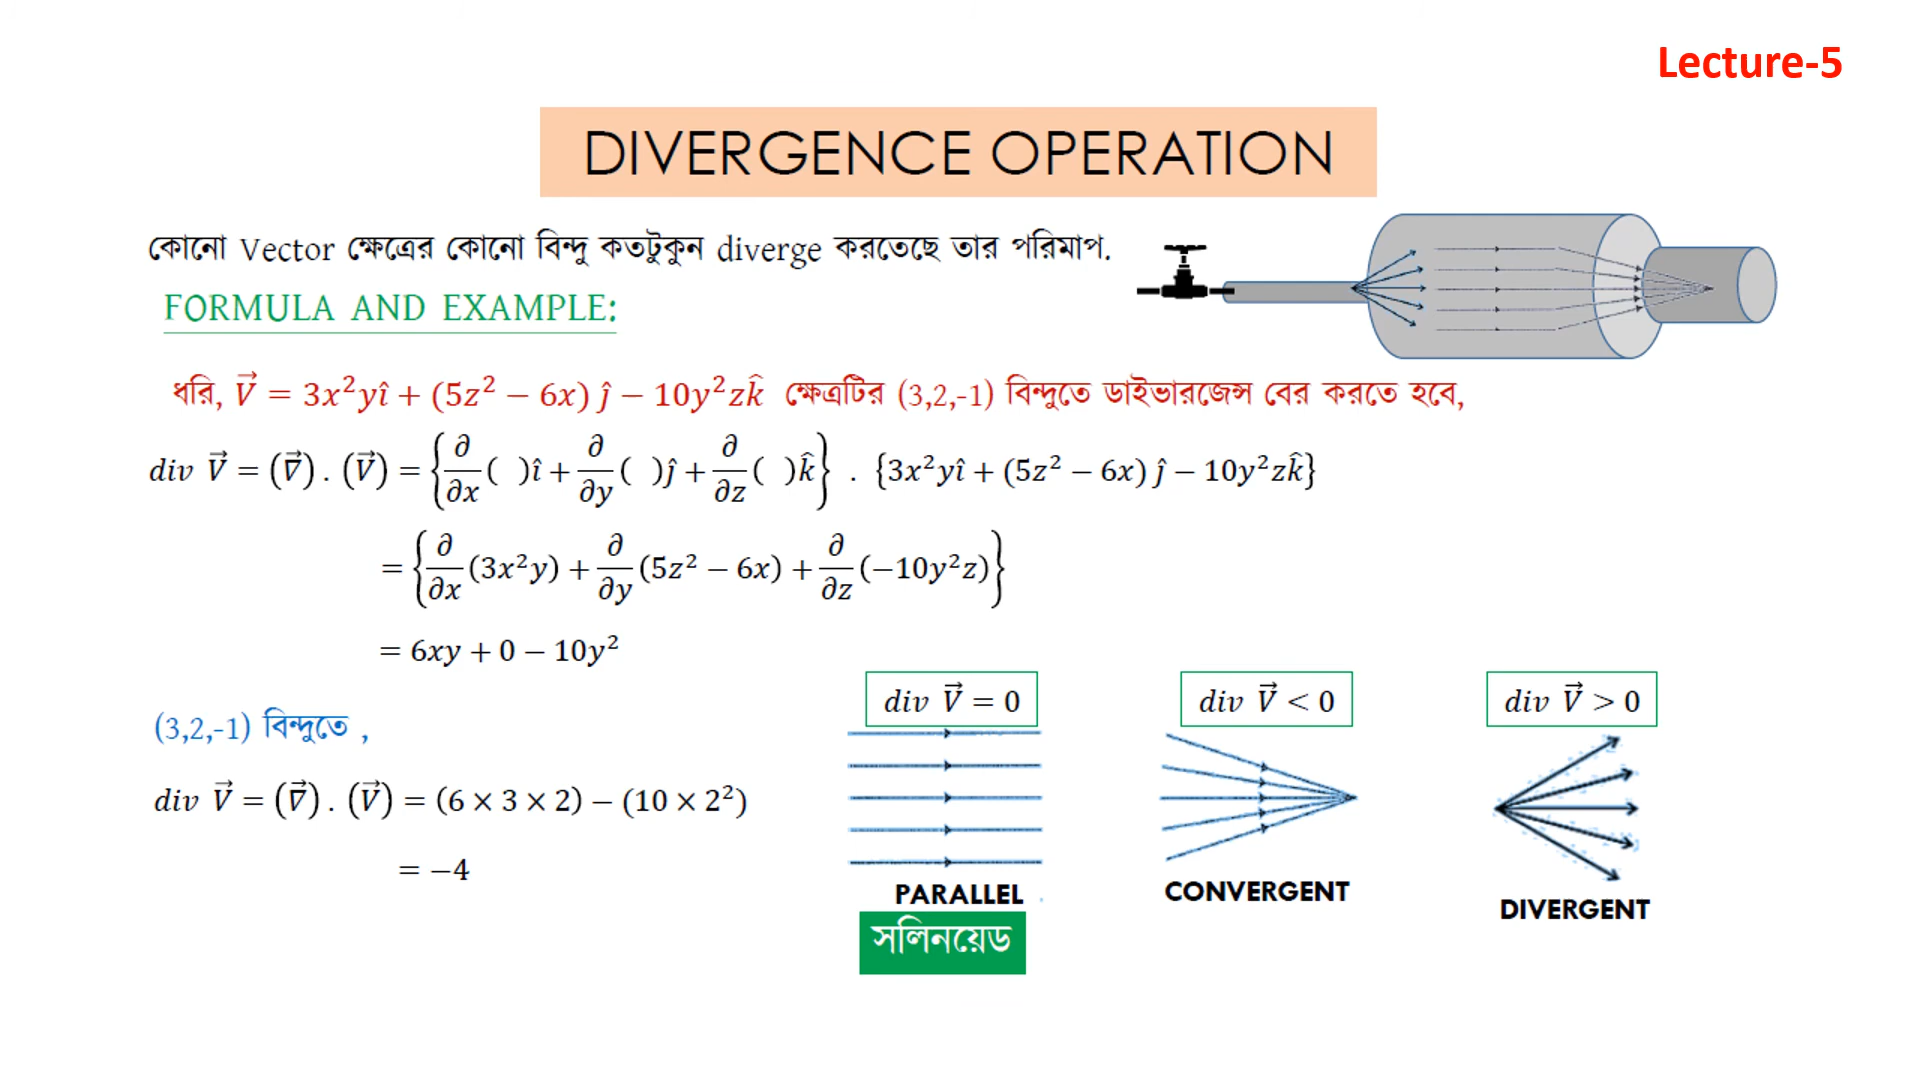 Lecture-5
DIVERGENCE OPERATION
কোনো Vector ক্ষেত্রের কোনো বিন্দু কতটুকুন diverge করতেছে তার পরিমাপ.
FORMULA AND EXAMPLE:
ধরি, V⃗ = 3x²yî + (5z² − 6x) ĵ − 10y²zk̂ ক্ষেত্রটির (3,2,-1) বিন্দুতে ডাইভারজেন্স বের করতে হবে,
div V⃗ = (∇⃗) . (V⃗) = {∂/∂x ( )î + ∂/∂y ( )ĵ + ∂/∂z ( )k̂} . {3x²yî + (5z² − 6x) ĵ − 10y²zk̂}
= {∂/∂x (3x²y) + ∂/∂y (5z² − 6x) + ∂/∂z (−10y²z)}
= 6xy + 0 − 10y²
(3,2,-1) বিন্দুতে ,
div V⃗ = (∇⃗) . (V⃗) = (6 × 3 × 2) − (10 × 2²)
= −4
div V⃗ = 0
PARALLEL
সলিনয়েড
div V⃗ < 0
CONVERGENT
div V⃗ > 0
DIVERGENT